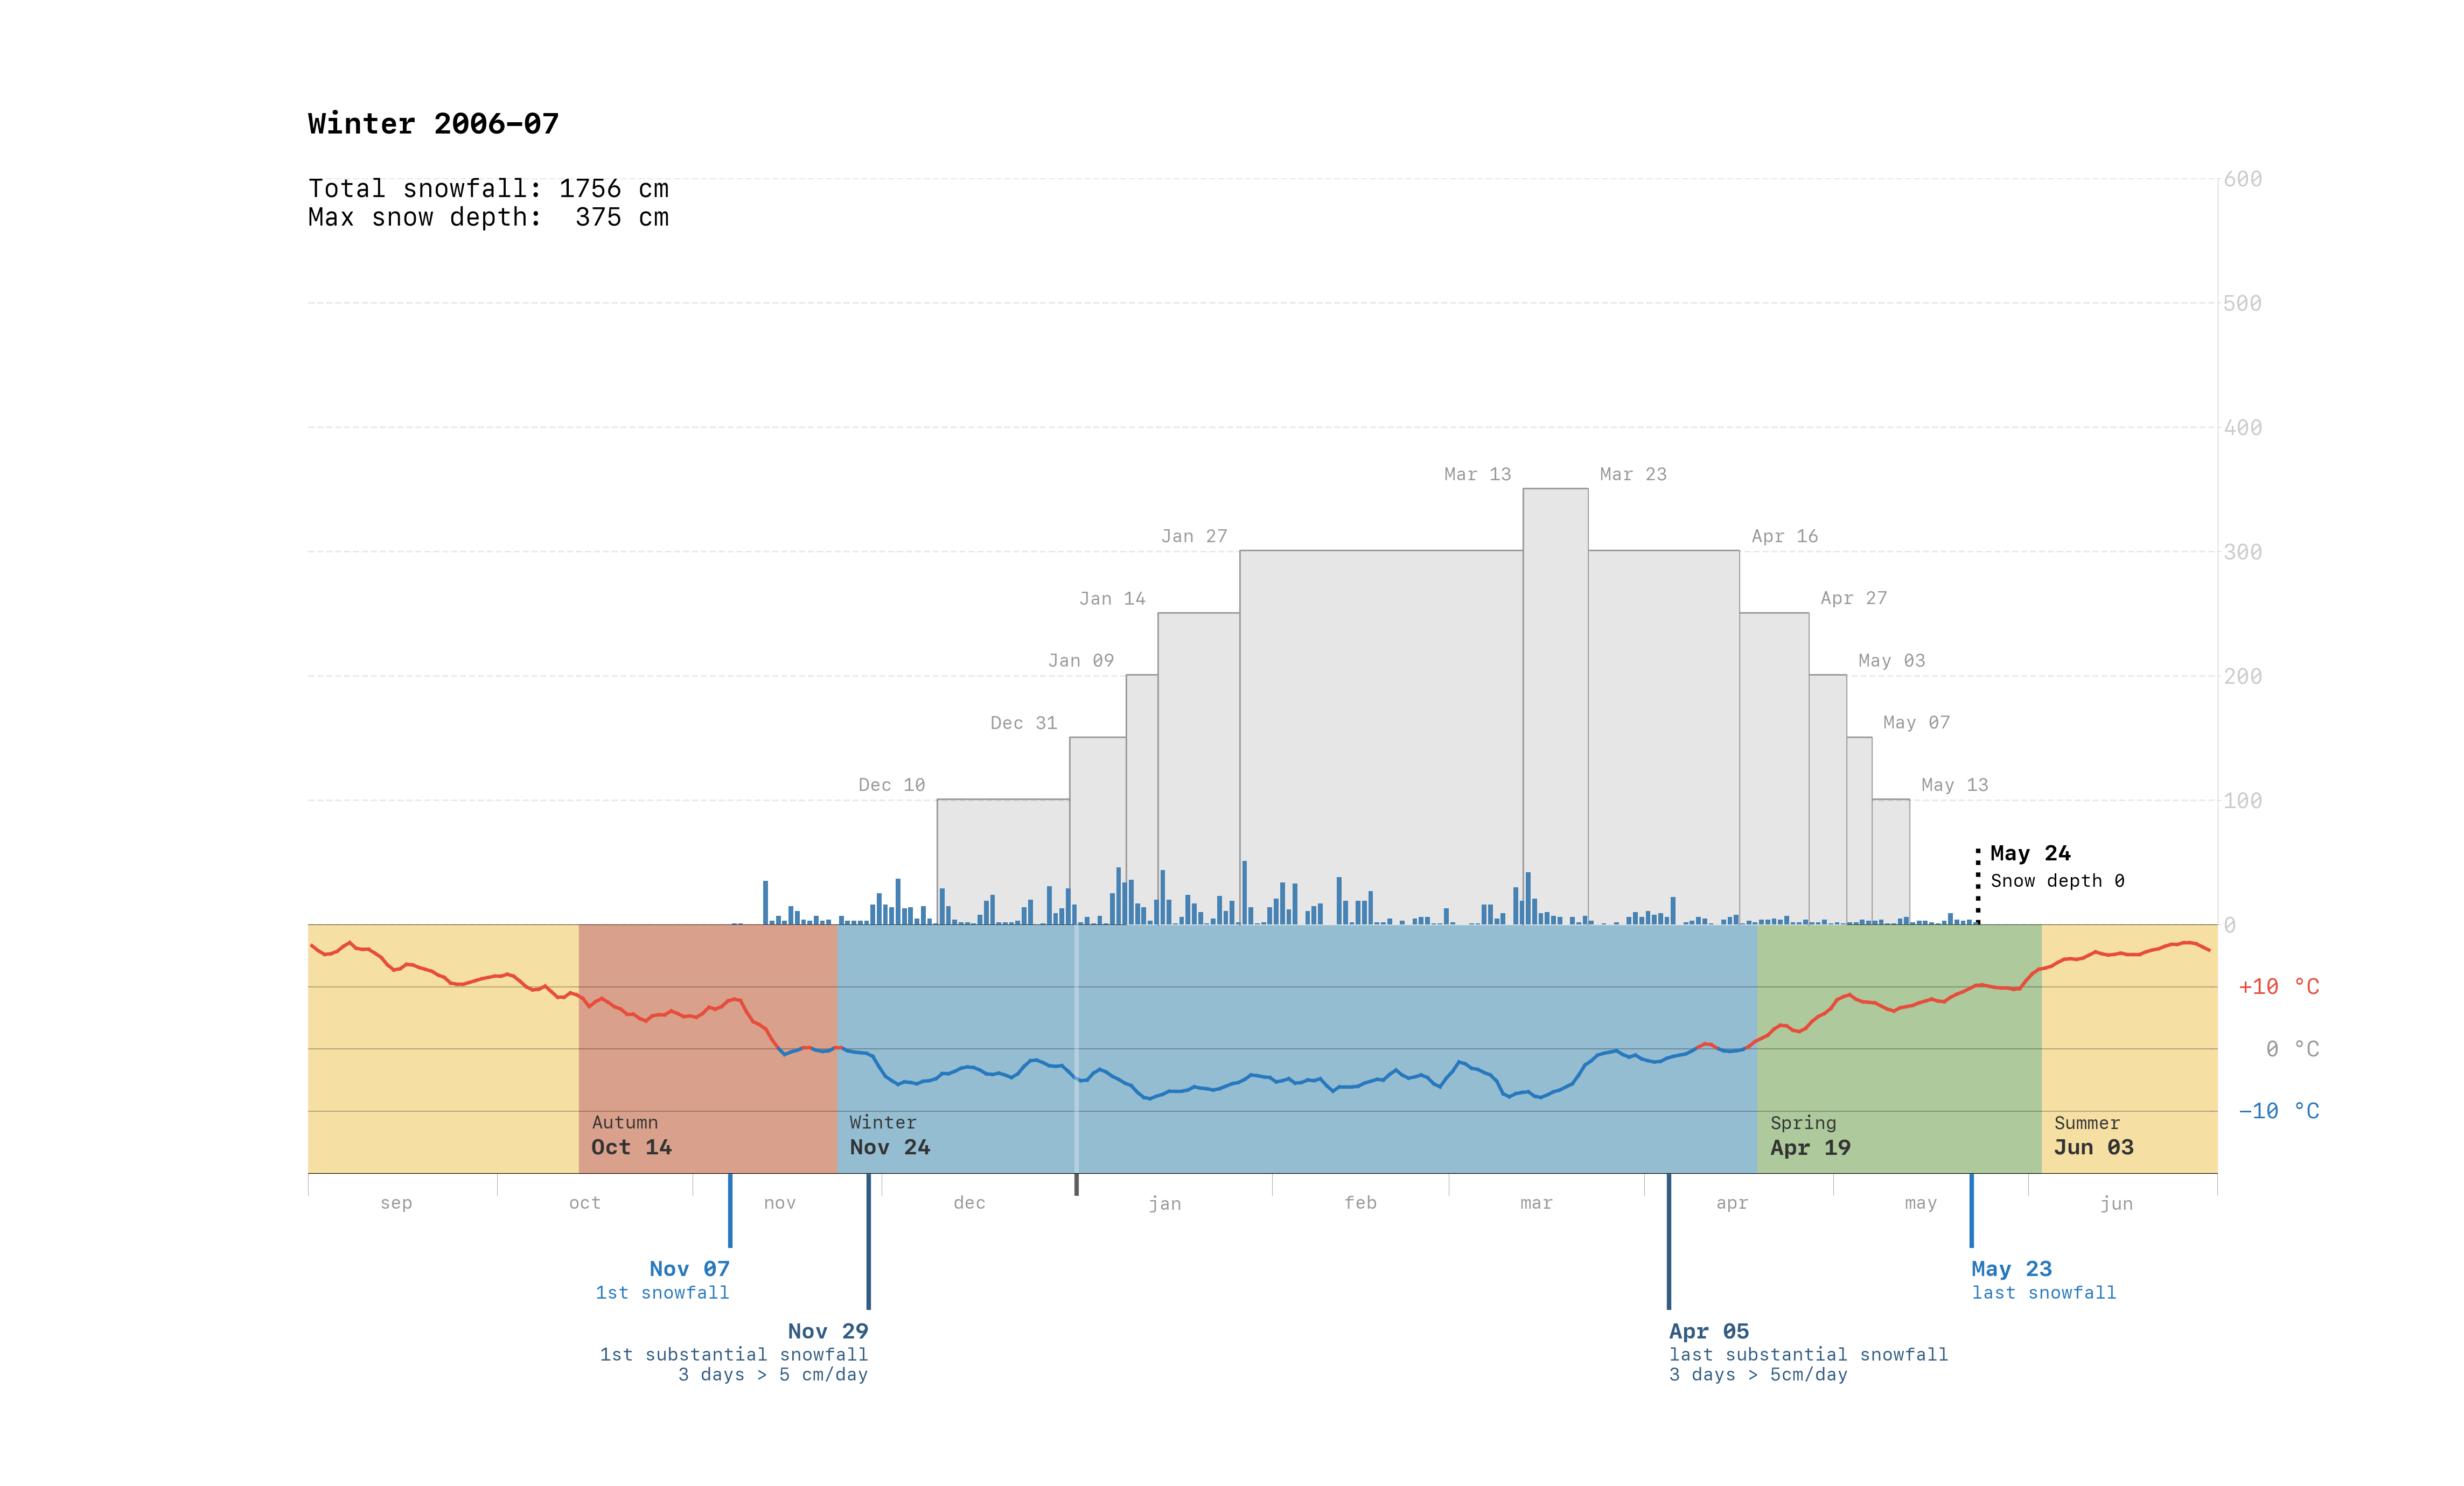 Winter 2006–07
Total snowfall: 1756 cm
Max snow depth: 375 cm
600
500
400
300
200
100
0
Mar 13
Mar 23
Jan 27
Apr 16
Jan 14
Apr 27
Jan 09
May 03
Dec 31
May 07
Dec 10
May 13
May 24
Snow depth 0
+10 °C
0 °C
−10 °C
Autumn
Oct 14
Winter
Nov 24
Spring
Apr 19
Summer
Jun 03
sep
oct
nov
dec
jan
feb
mar
apr
may
jun
Nov 07
1st snowfall
May 23
last snowfall
Nov 29
1st substantial snowfall
3 days > 5 cm/day
Apr 05
last substantial snowfall
3 days > 5cm/day